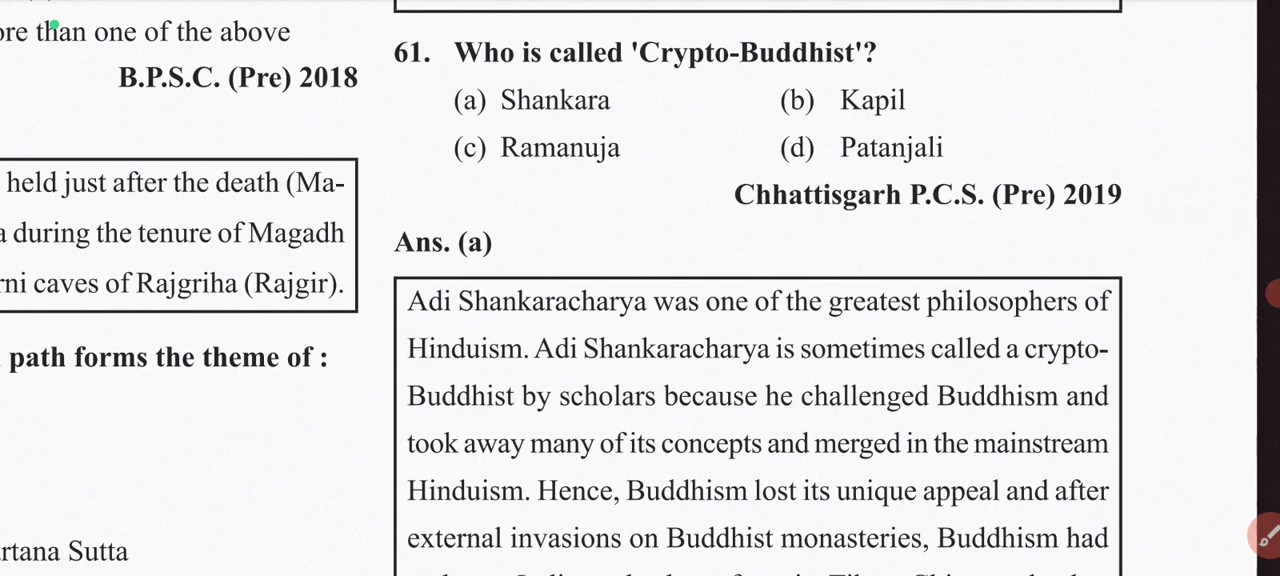 ore than one of the above
B.P.S.C. (Pre) 2018
held just after the death (Ma-
a during the tenure of Magadh
rni caves of Rajgriha (Rajgir).
path forms the theme of :
rtana Sutta
61. Who is called 'Crypto-Buddhist'?
(a) Shankara (b) Kapil
(c) Ramanuja (d) Patanjali
Chhattisgarh P.C.S. (Pre) 2019
Ans. (a)
Adi Shankaracharya was one of the greatest philosophers of
Hinduism. Adi Shankaracharya is sometimes called a crypto-
Buddhist by scholars because he challenged Buddhism and
took away many of its concepts and merged in the mainstream
Hinduism. Hence, Buddhism lost its unique appeal and after
external invasions on Buddhist monasteries, Buddhism had